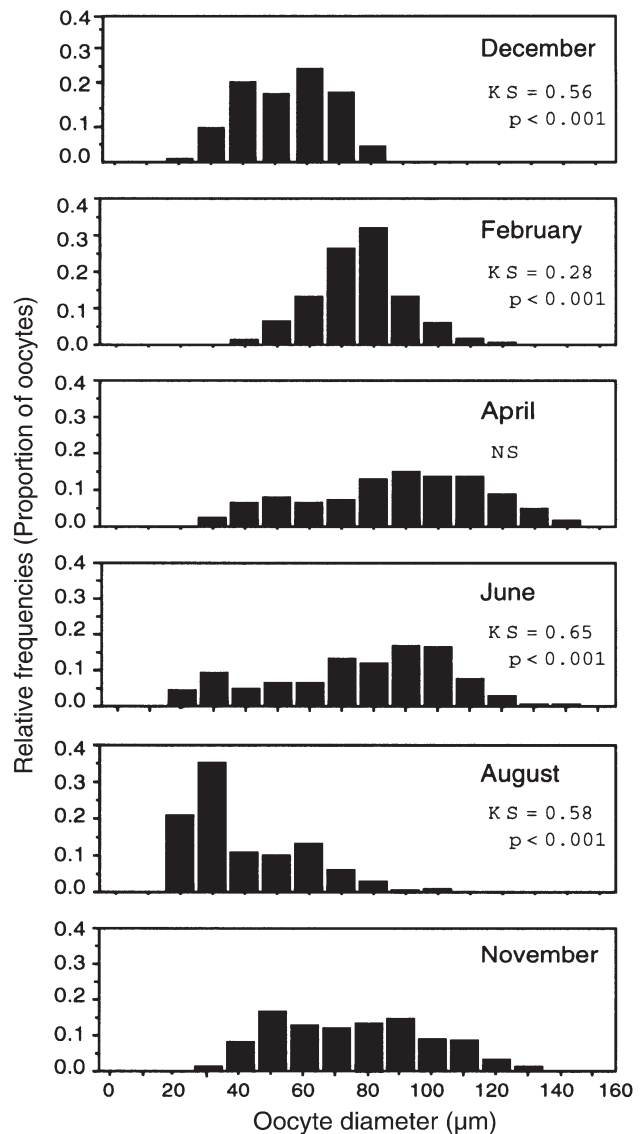 Relative frequencies (Proportion of oocytes)
0.4
0.3
0.2
0.1
0.0
December
KS = 0.56
p < 0.001
0.4
0.3
0.2
0.1
0.0
February
KS = 0.28
p < 0.001
0.4
0.3
0.2
0.1
0.0
April
NS
0.4
0.3
0.2
0.1
0.0
June
KS = 0.65
p < 0.001
0.4
0.3
0.2
0.1
0.0
August
KS = 0.58
p < 0.001
0.4
0.3
0.2
0.1
0.0
November
0 20 40 60 80 100 120 140 160
Oocyte diameter (µm)